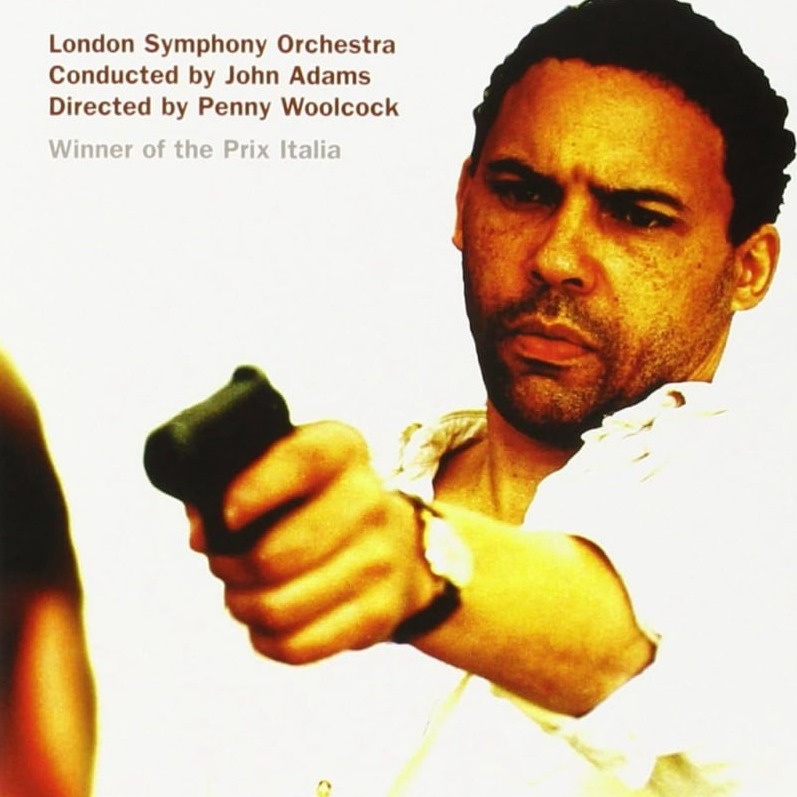 London Symphony Orchestra
Conducted by John Adams
Directed by Penny Woolcock
Winner of the Prix Italia